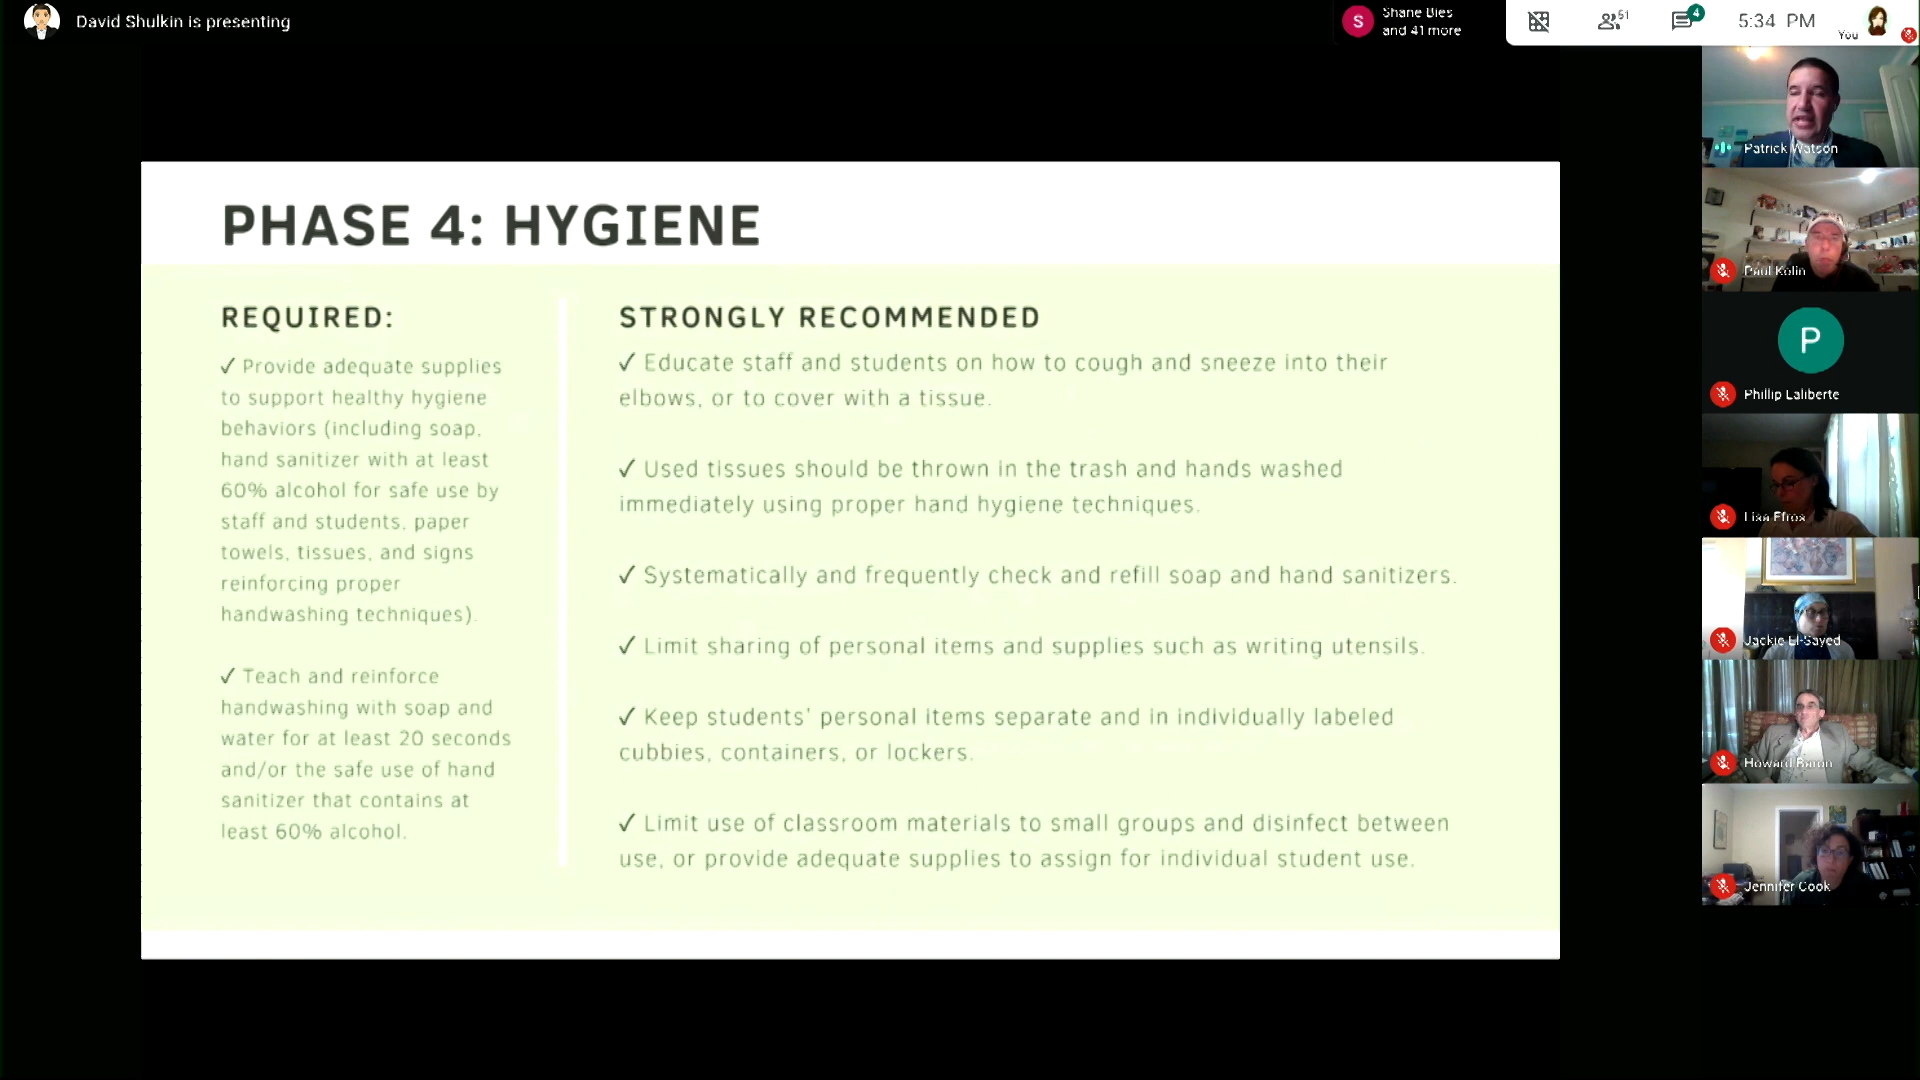 David Shulkin is presenting
S
Shane Bies
and 41 more
51
4
5:34 PM
You
PHASE 4: HYGIENE
REQUIRED:
✓ Provide adequate supplies
to support healthy hygiene
behaviors (including soap,
hand sanitizer with at least
60% alcohol for safe use by
staff and students, paper
towels, tissues, and signs
reinforcing proper
handwashing techniques).
✓ Teach and reinforce
handwashing with soap and
water for at least 20 seconds
and/or the safe use of hand
sanitizer that contains at
least 60% alcohol.
STRONGLY RECOMMENDED
✓ Educate staff and students on how to cough and sneeze into their
elbows, or to cover with a tissue.
✓ Used tissues should be thrown in the trash and hands washed
immediately using proper hand hygiene techniques.
✓ Systematically and frequently check and refill soap and hand sanitizers.
✓ Limit sharing of personal items and supplies such as writing utensils.
✓ Keep students' personal items separate and in individually labeled
cubbies, containers, or lockers.
✓ Limit use of classroom materials to small groups and disinfect between
use, or provide adequate supplies to assign for individual student use.
Patrick Watson
Paul Kolin
P
Phillip Laliberte
Lisa Efros
Jackie El-Sayed
Howard Baron
Jennifer Cook